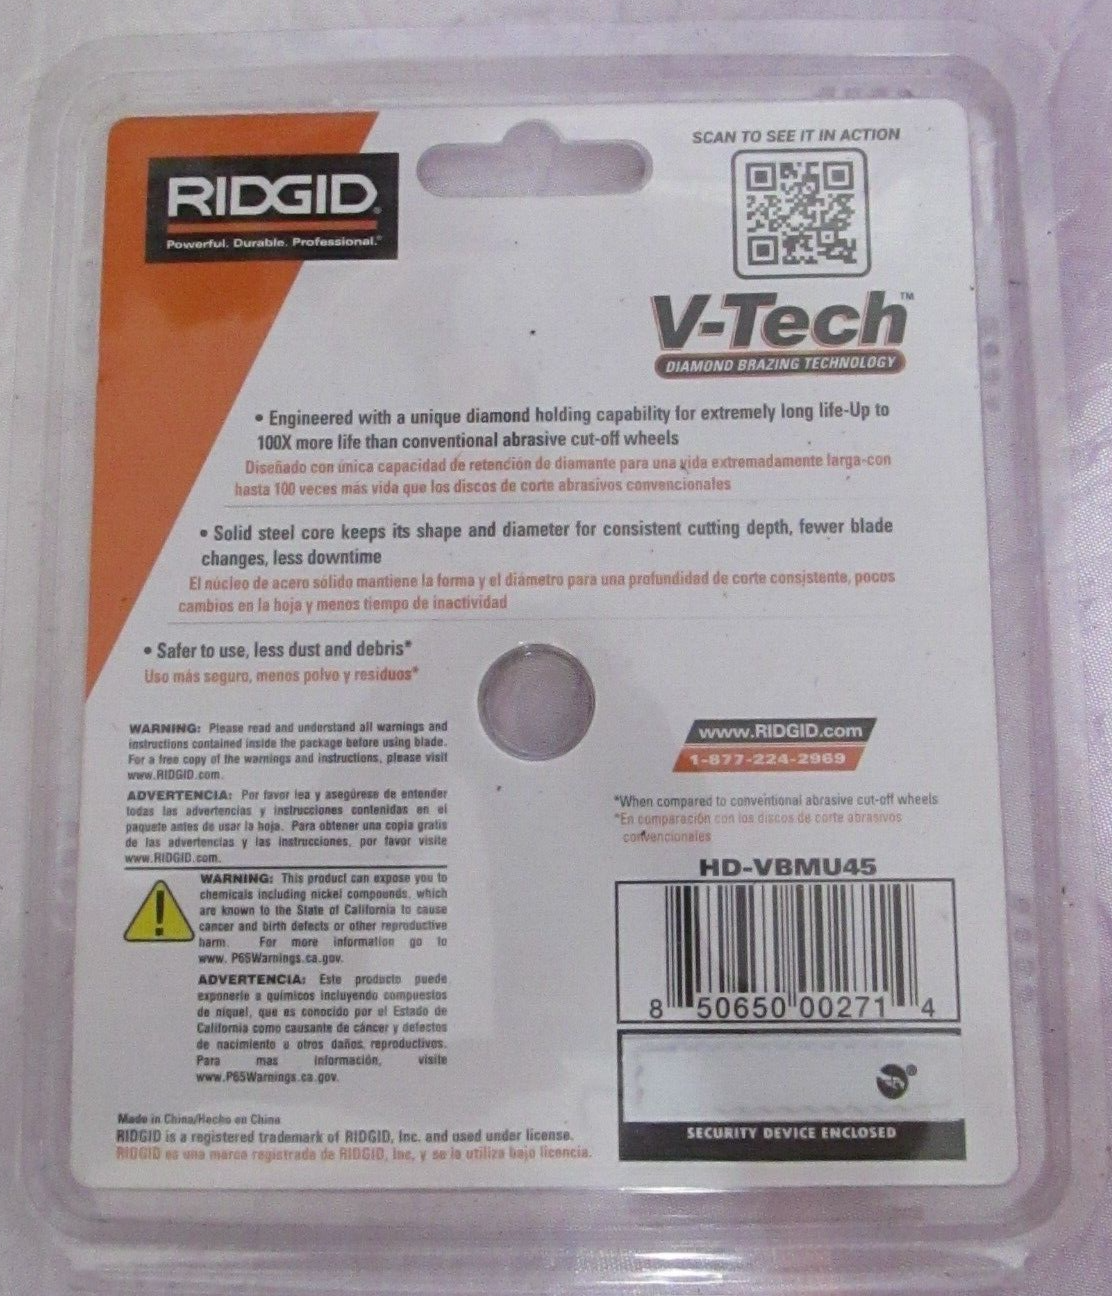 SCAN TO SEE IT IN ACTION
RIDGID®
Powerful. Durable. Professional.®
V-Tech™
DIAMOND BRAZING TECHNOLOGY
• Engineered with a unique diamond holding capability for extremely long life-Up to
100X more life than conventional abrasive cut-off wheels
Diseñado con única capacidad de retención de diamante para una vida extremadamente larga-con
hasta 100 veces más vida que los discos de corte abrasivos convencionales
• Solid steel core keeps its shape and diameter for consistent cutting depth, fewer blade
changes, less downtime
El núcleo de acero sólido mantiene la forma y el diámetro para una profundidad de corte consistente, pocos
cambios en la hoja y menos tiempo de inactividad
• Safer to use, less dust and debris*
Uso más seguro, menos polvo y residuos*
WARNING: Please read and understand all warnings and
instructions contained inside the package before using blade.
For a free copy of the warnings and instructions, please visit
www.RIDGID.com.
ADVERTENCIA: Por favor lea y asegúrese de entender
todas las advertencias y instrucciones contenidas en el
paquete antes de usar la hoja. Para obtener una copia gratis
de las advertencias y las instrucciones, por favor visite
www.RIDGID.com.
WARNING: This product can expose you to
chemicals including nickel compounds, which
are known to the State of California to cause
cancer and birth defects or other reproductive
harm. For more information go to
www. P65Warnings.ca.gov.
ADVERTENCIA: Este producto puede
exponerle a químicos incluyendo compuestos
de níquel, que es conocido por el Estado de
California como causante de cáncer y defectos
de nacimiento u otros daños reproductivos.
Para mas información, visite
www.P65Warnings.ca.gov.
Made in China/Hecho en China
RIDGID is a registered trademark of RIDGID, Inc. and used under license.
RIDGID es una marca registrada de RIDGID, Inc, y se la utiliza bajo licencia.
www.RIDGID.com
1-877-224-2969
*When compared to conventional abrasive cut-off wheels
*En comparación con los discos de corte abrasivos
convencionales
HD-VBMU45
8 50650 00271 4
SECURITY DEVICE ENCLOSED